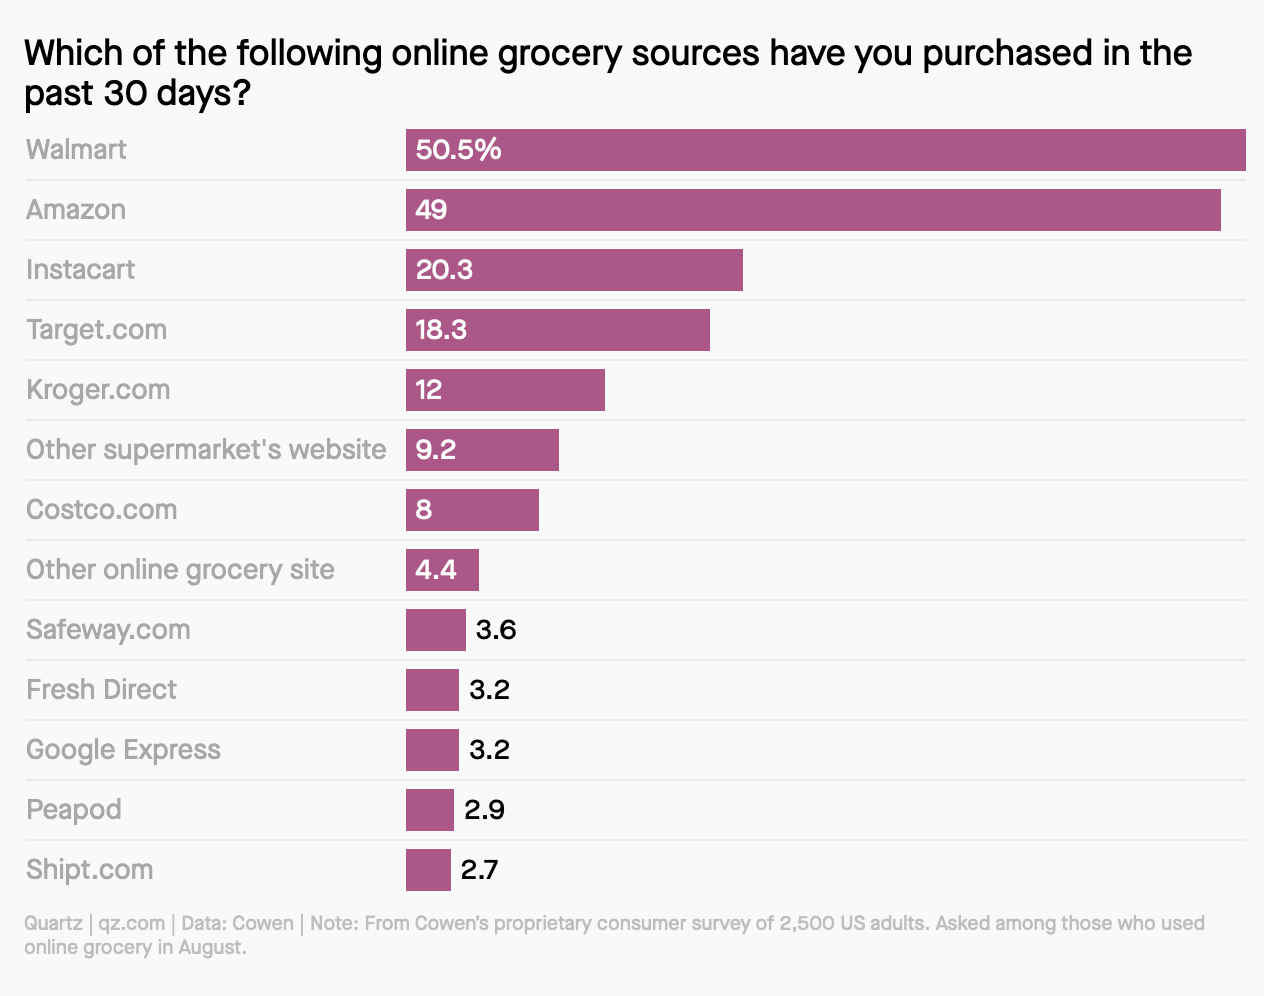 Which of the following online grocery sources have you purchased in the
past 30 days?
Walmart 50.5%
Amazon 49
Instacart 20.3
Target.com 18.3
Kroger.com 12
Other supermarket's website 9.2
Costco.com 8
Other online grocery site 4.4
Safeway.com 3.6
Fresh Direct 3.2
Google Express 3.2
Peapod 2.9
Shipt.com 2.7
Quartz | qz.com | Data: Cowen | Note: From Cowen’s proprietary consumer survey of 2,500 US adults. Asked among those who used
online grocery in August.